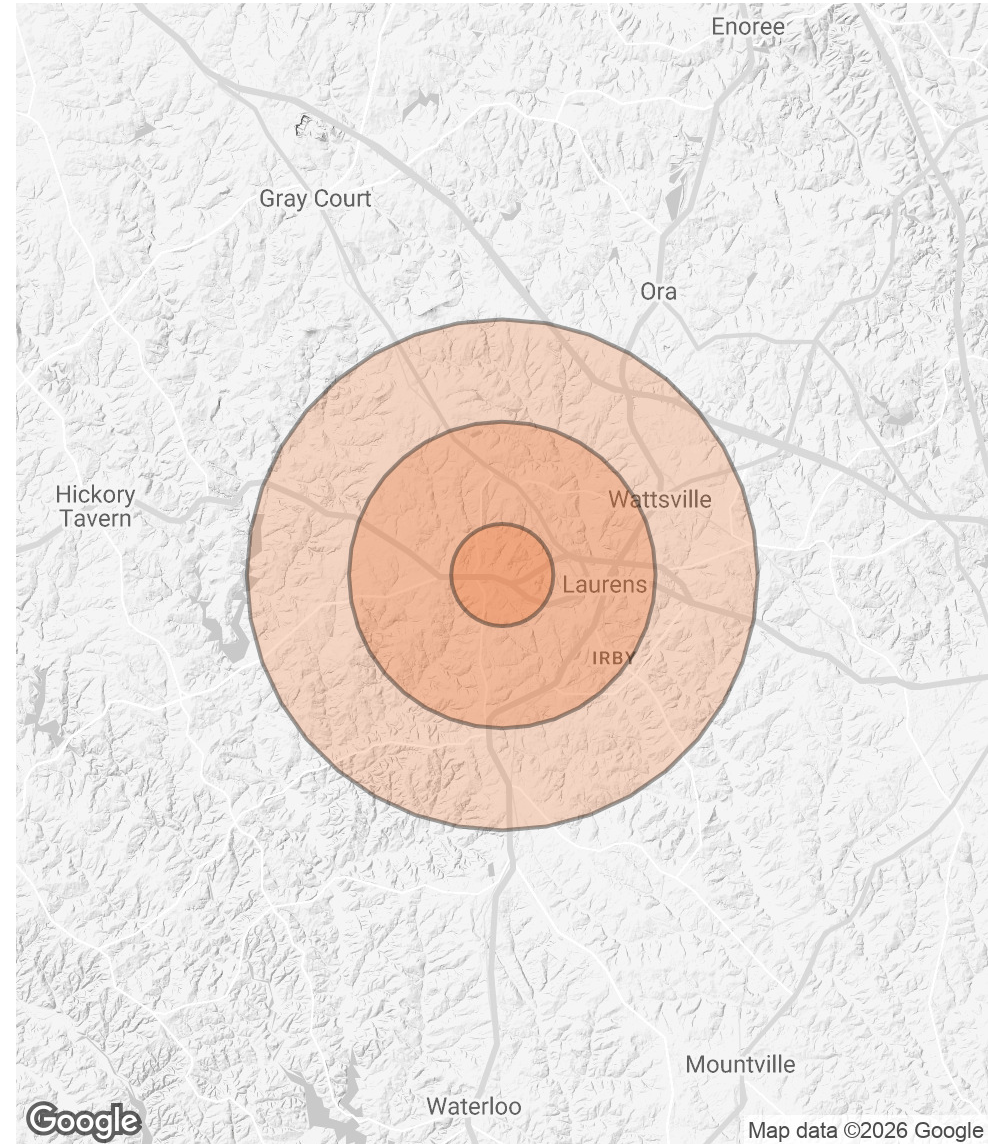 Enoree
Gray Court
Ora
Hickory
Tavern
Wattsville
Laurens
IRBY
Mountville
Waterloo
Google
Map data ©2026 Google